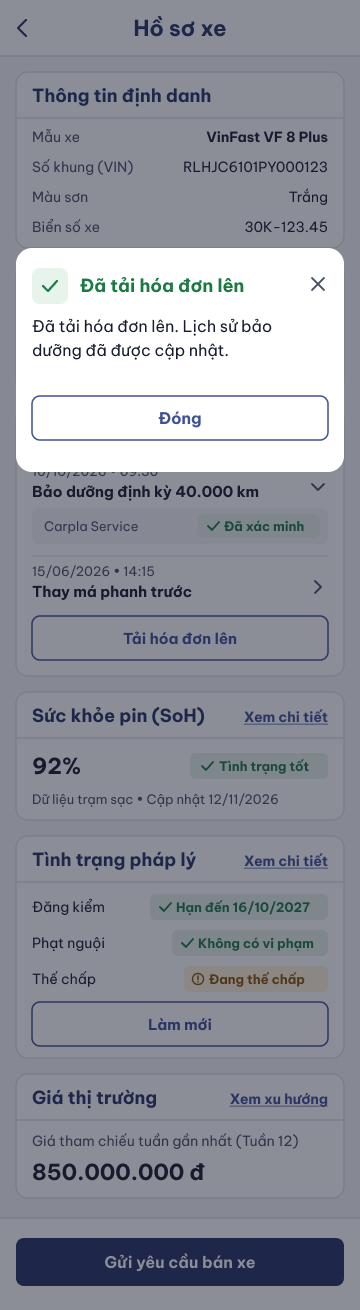 Hồ sơ xe
Thông tin định danh
Mẫu xe VinFast VF 8 Plus
Số khung (VIN) RLHJC6101PY000123
Màu sơn Trắng
Biển số xe 30K-123.45
Đã tải hóa đơn lên
Đã tải hóa đơn lên. Lịch sử bảo
dưỡng đã được cập nhật.
Đóng
Bảo dưỡng định kỳ 40.000 km
Carpla Service Đã xác minh
15/06/2026 • 14:15
Thay má phanh trước
Tải hóa đơn lên
Sức khỏe pin (SoH) Xem chi tiết
92% Tình trạng tốt
Dữ liệu trạm sạc • Cập nhật 12/11/2026
Tình trạng pháp lý Xem chi tiết
Đăng kiểm Hạn đến 16/10/2027
Phạt nguội Không có vi phạm
Thế chấp Đang thế chấp
Làm mới
Giá thị trường Xem xu hướng
Giá tham chiếu tuần gần nhất (Tuần 12)
850.000.000 đ
Gửi yêu cầu bán xe